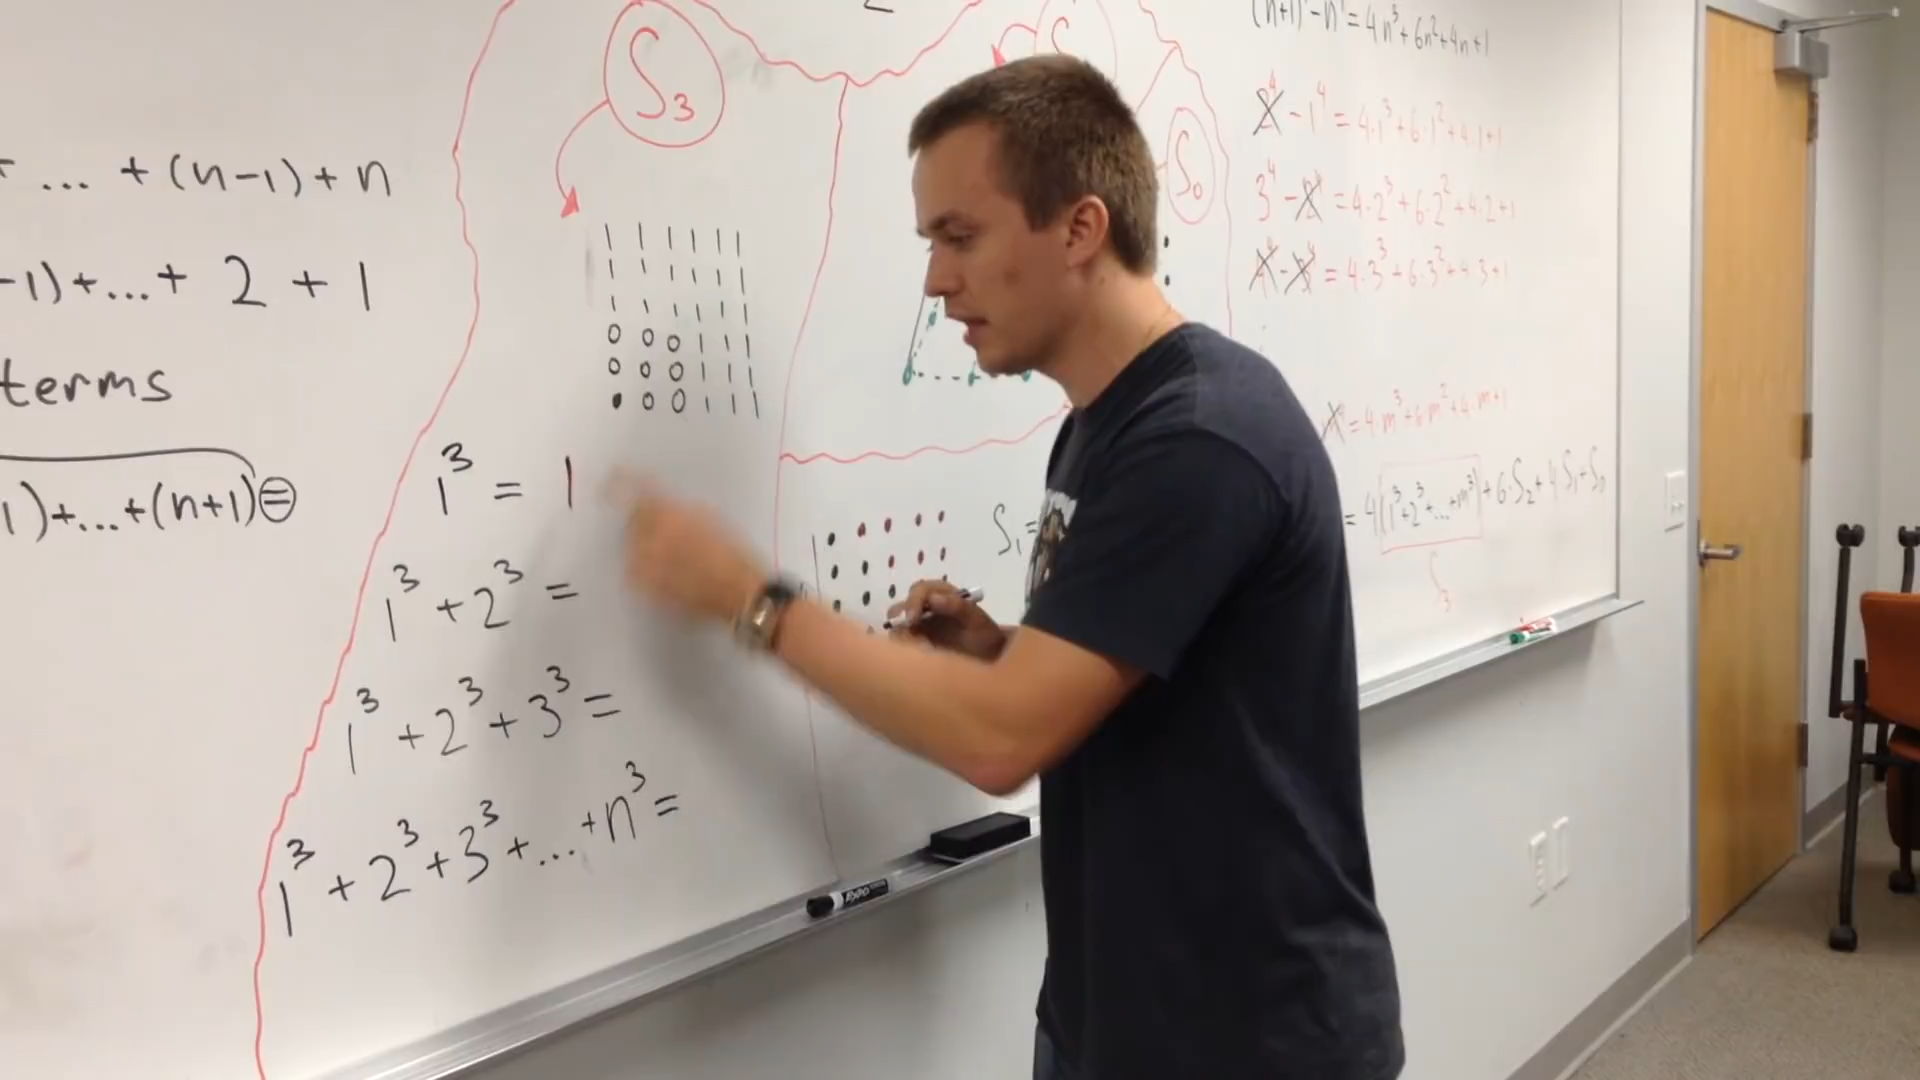 + ... + (n-1) + n
-1) + ... + 2 + 1
terms
1) + ... + (n+1) =
S₃
1³ = 1
1³ + 2³ =
1³ + 2³ + 3³ =
1³ + 2³ + 3³ + ... + n³ =
S₀
S₁ =
-n = 4n³ + 6n² + 4n + 1
2⁴ - 1⁴ = 4·1³ + 6·1² + 4·1 + 1
3⁴ - 2⁴ = 4·2³ + 6·2² + 4·2 + 1
4⁴ - 3⁴ = 4·3³ + 6·3² + 4·3 + 1
= 4·m³ + 6·m² + 4·m + 1
= 4(1³ + 2³ + ... + m³) + 6·S₂ + 4S₁ + S₀
S₃
EXPO